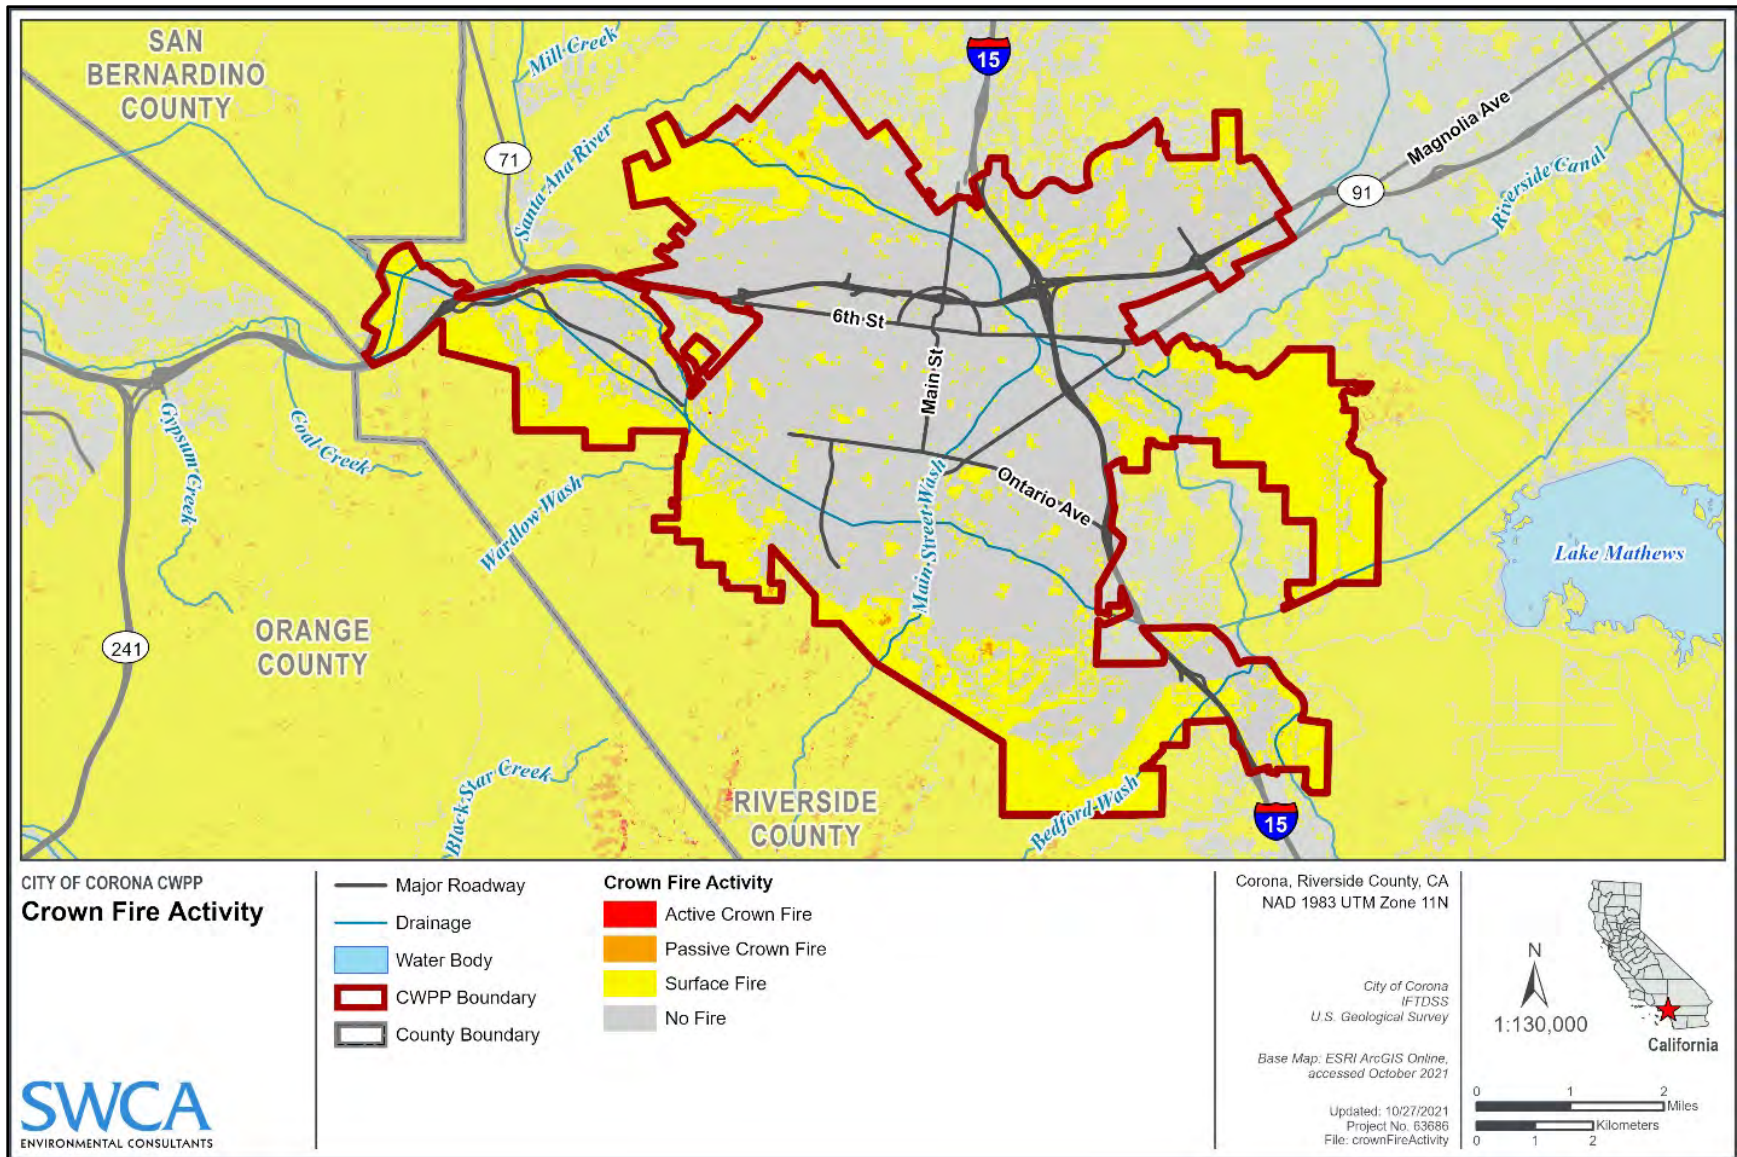 SAN
BERNARDINO
COUNTY
Mill Creek
15
71
Santa Ana River
Magnolia Ave
91
Riverside Canal
6th St
Main St
Gypsum Creek
Coal Creek
Wardlow Wash
Main Street Wash
Ontario Ave
Lake Mathews
241
ORANGE
COUNTY
Black Star Creek
RIVERSIDE
COUNTY
Bedford Wash
15
CITY OF CORONA CWPP
Crown Fire Activity
SWCA
ENVIRONMENTAL CONSULTANTS
Major Roadway
Drainage
Water Body
CWPP Boundary
County Boundary
Crown Fire Activity
Active Crown Fire
Passive Crown Fire
Surface Fire
No Fire
Corona, Riverside County, CA
NAD 1983 UTM Zone 11N
City of Corona
IFTDSS
U.S. Geological Survey
Base Map: ESRI ArcGIS Online,
accessed October 2021
Updated: 10/27/2021
Project No. 63686
File: crownFireActivity
N
1:130,000
California
0 1 2
Miles
Kilometers
0 1 2